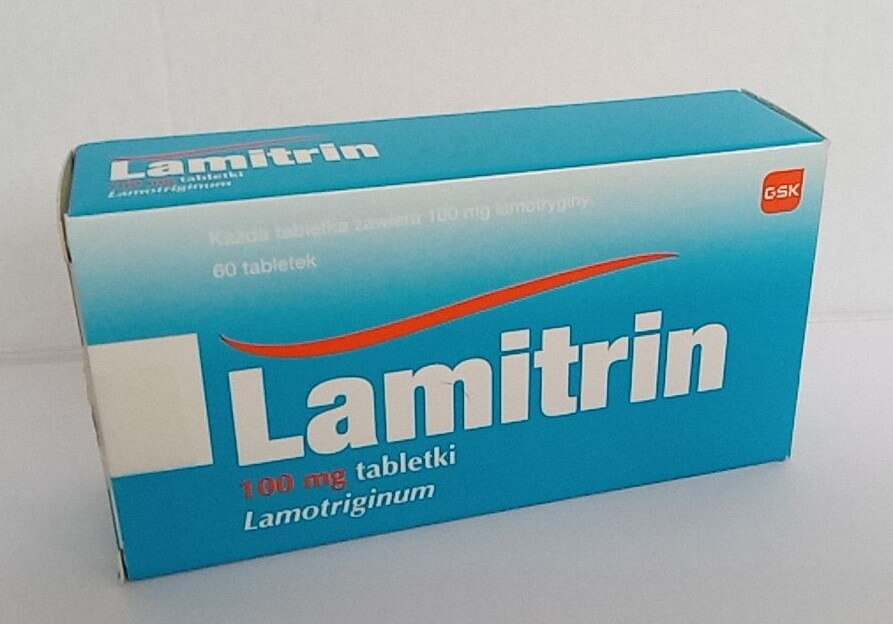 Lamitrin
100 mg tabletki
Lamotriginum
GSK
Każda tabletka zawiera 100 mg lamotryginy
60 tabletek
Lamitrin
100 mg tabletki
Lamotriginum